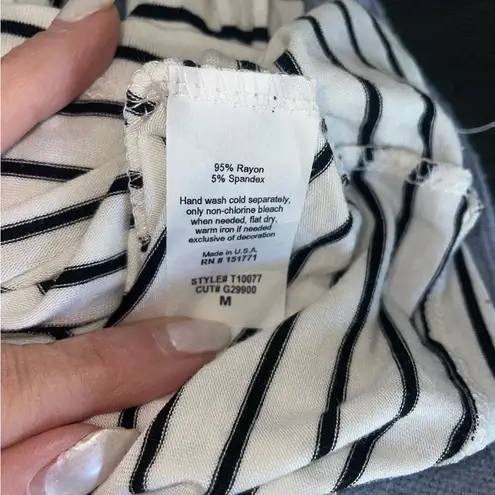 95% Rayon
5% Spandex
Hand wash cold separately,
only non-chlorine bleach
when needed, flat dry,
warm iron if needed
exclusive of decoration
Made in U.S.A.
RN # 151771
STYLE# T10077
CUT# G29900
M